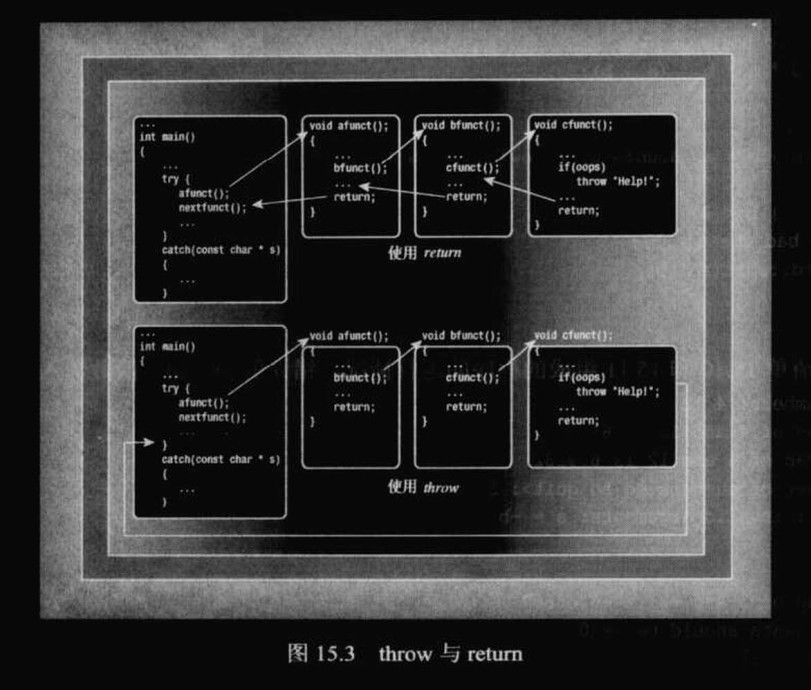 ...
int main()
{
...
try {
afunct();
nextfunct();
...
}
catch(const char * s)
{
...
}
void afunct();
{
...
bfunct();
...
return;
}
void bfunct();
{
...
cfunct();
...
return;
}
void cfunct();
{
...
if(oops)
throw "Help!";
...
return;
}
使用 return
...
int main()
{
...
try {
afunct();
nextfunct();
...
}
catch(const char * s)
{
...
}
void afunct();
{
...
bfunct();
...
return;
}
void bfunct();
{
...
cfunct();
...
return;
}
void cfunct();
{
...
if(oops)
throw "Help!";
...
return;
}
使用 throw
图 15.3 throw 与 return